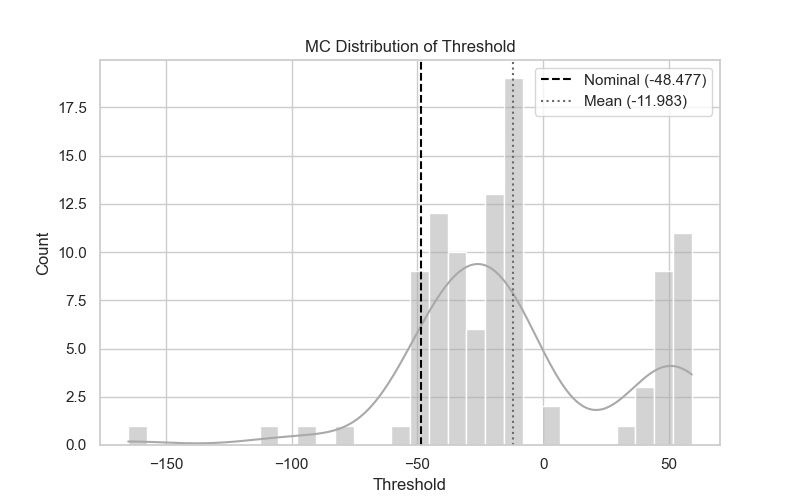 MC Distribution of Threshold
Nominal (-48.477)
Mean (-11.983)
17.5
15.0
12.5
10.0
7.5
5.0
2.5
0.0
Count
−150
−100
−50
0
50
Threshold